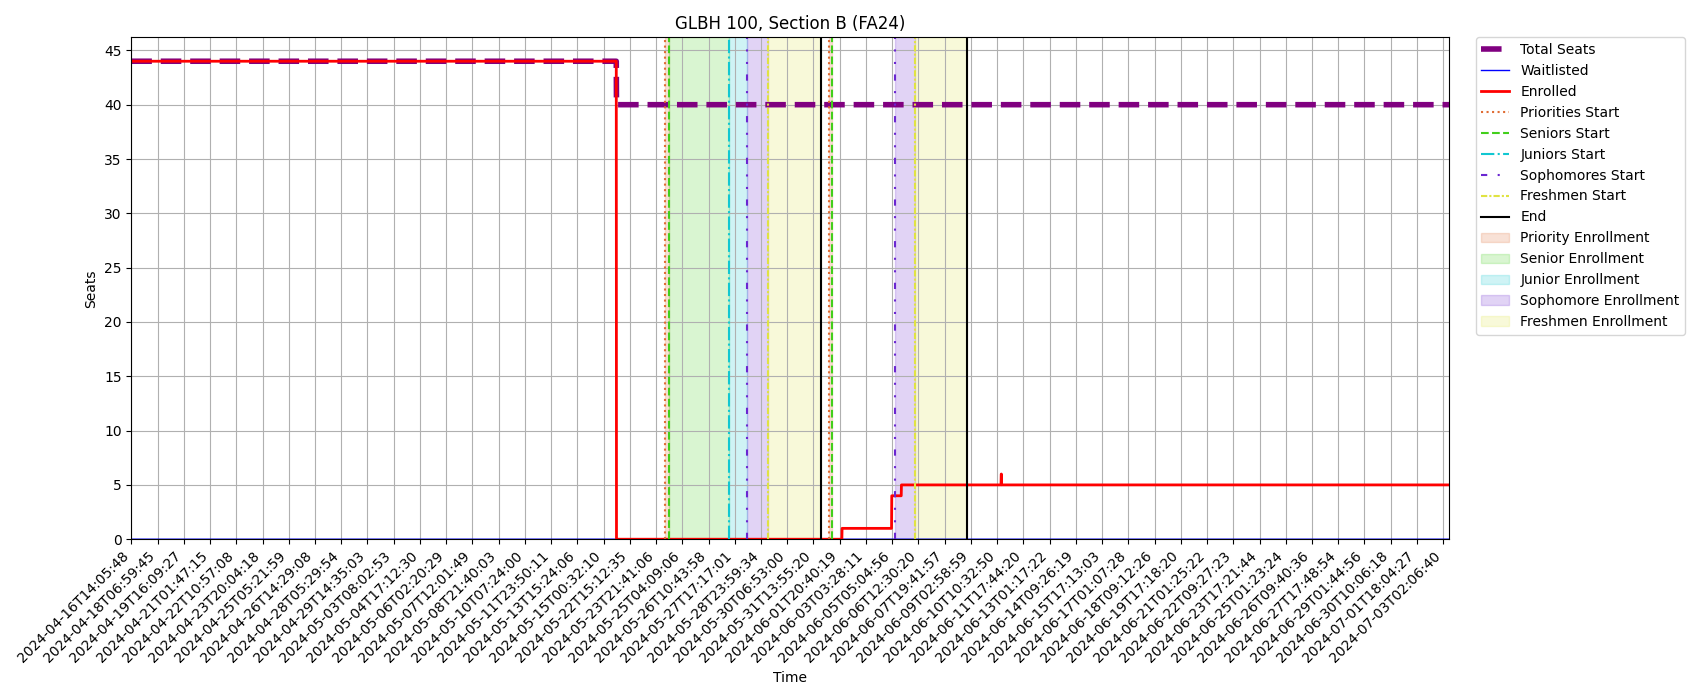 GLBH 100, Section B (FA24)
45
40
35
30
25
20
15
10
5
0
Seats
2024-04-16T14:05:48
2024-04-18T06:59:45
2024-04-19T16:09:27
2024-04-21T01:47:15
2024-04-22T10:57:08
2024-04-23T20:04:18
2024-04-25T05:21:59
2024-04-26T14:29:08
2024-04-28T05:29:54
2024-04-29T14:35:03
2024-05-03T08:02:53
2024-05-04T17:12:30
2024-05-06T02:20:29
2024-05-07T12:01:49
2024-05-08T21:40:03
2024-05-10T07:24:00
2024-05-11T23:50:11
2024-05-13T15:24:06
2024-05-15T00:32:10
2024-05-22T15:12:35
2024-05-23T21:41:06
2024-05-25T04:09:06
2024-05-26T10:43:58
2024-05-27T17:17:01
2024-05-28T23:59:34
2024-05-30T06:53:00
2024-05-31T13:55:20
2024-06-01T20:40:19
2024-06-03T03:28:11
2024-06-05T05:04:56
2024-06-06T12:30:20
2024-06-07T19:41:57
2024-06-09T02:58:59
2024-06-10T10:32:50
2024-06-11T17:44:20
2024-06-13T01:17:22
2024-06-14T09:26:19
2024-06-15T17:13:03
2024-06-17T01:07:28
2024-06-18T09:12:26
2024-06-19T17:18:20
2024-06-21T01:25:22
2024-06-22T09:27:23
2024-06-23T17:21:44
2024-06-25T01:23:24
2024-06-26T09:40:36
2024-06-27T17:48:54
2024-06-29T01:44:56
2024-06-30T10:06:18
2024-07-01T18:04:27
2024-07-03T02:06:40
Time
Total Seats
Waitlisted
Enrolled
Priorities Start
Seniors Start
Juniors Start
Sophomores Start
Freshmen Start
End
Priority Enrollment
Senior Enrollment
Junior Enrollment
Sophomore Enrollment
Freshmen Enrollment